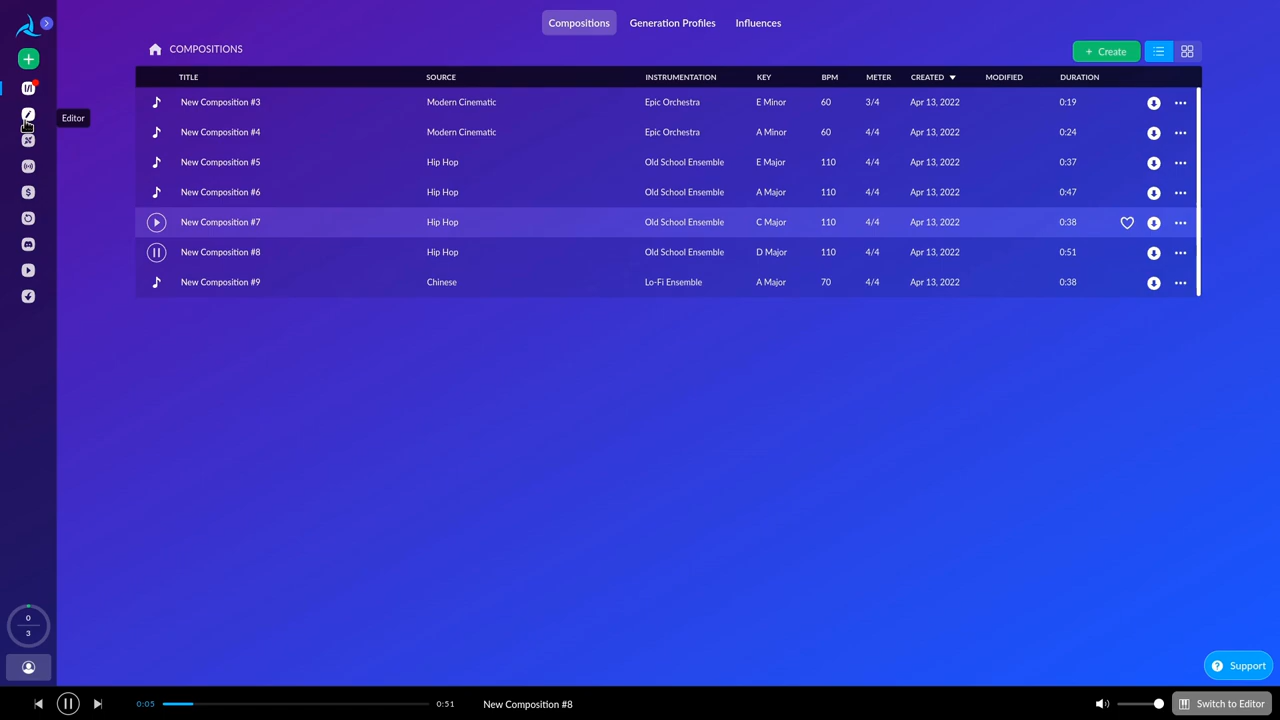 Compositions Generation Profiles Influences
COMPOSITIONS
+ Create
TITLE SOURCE INSTRUMENTATION KEY BPM METER CREATED MODIFIED DURATION
New Composition #3 Modern Cinematic Epic Orchestra E Minor 60 3/4 Apr 13, 2022 0:19
New Composition #4 Modern Cinematic Epic Orchestra A Minor 60 4/4 Apr 13, 2022 0:24
Editor
New Composition #5 Hip Hop Old School Ensemble E Major 110 4/4 Apr 13, 2022 0:37
New Composition #6 Hip Hop Old School Ensemble A Major 110 4/4 Apr 13, 2022 0:47
New Composition #7 Hip Hop Old School Ensemble C Major 110 4/4 Apr 13, 2022 0:38
New Composition #8 Hip Hop Old School Ensemble D Major 110 4/4 Apr 13, 2022 0:51
New Composition #9 Chinese Lo-Fi Ensemble A Major 70 4/4 Apr 13, 2022 0:38
0
3
Support
0:05 0:51 New Composition #8 Switch to Editor